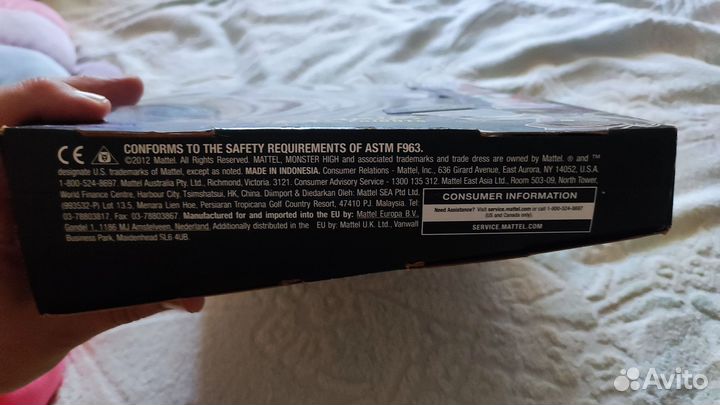 CE
CONFORMS TO THE SAFETY REQUIREMENTS OF ASTM F963.
©2012 Mattel. All Rights Reserved. MATTEL, MONSTER HIGH and associated trademarks and trade dress are owned by Mattel. ® and ™
designate U.S. trademarks of Mattel, except as noted. MADE IN INDONESIA. Consumer Relations - Mattel, Inc., 636 Girard Avenue, East Aurora, NY 14052, U.S.A.
1-800-524-8697 Mattel Australia Pty. Ltd., Richmond, Victoria. 3121. Consumer Advisory Service - 1300 135 312. Mattel East Asia Ltd., Room 503-09, North Tower,
World Finance Centre, Harbour City, Tsimshatsui, HK, China. Diimport & Diedarkan Oleh: Mattel SEA Ptd Ltd.
(993532-P) Lot 13.5, Menara Lien Hoe, Persiaran Tropicana Golf Country Resort, 47410 PJ. Malaysia. Tel:
03-78803817, Fax: 03-78803867. Manufactured for and imported into the EU by: Mattel Europa B.V.,
Gondel 1, 1186 MJ Amstelveen, Nederland. Additionally distributed in the EU by: Mattel U.K. Ltd., Vanwall
Business Park, Maidenhead SL6 4UB.
CONSUMER INFORMATION
Need Assistance? Visit service.mattel.com or call 1-800-524-8697
(US and Canada only).
SERVICE.MATTEL.COM
Avito